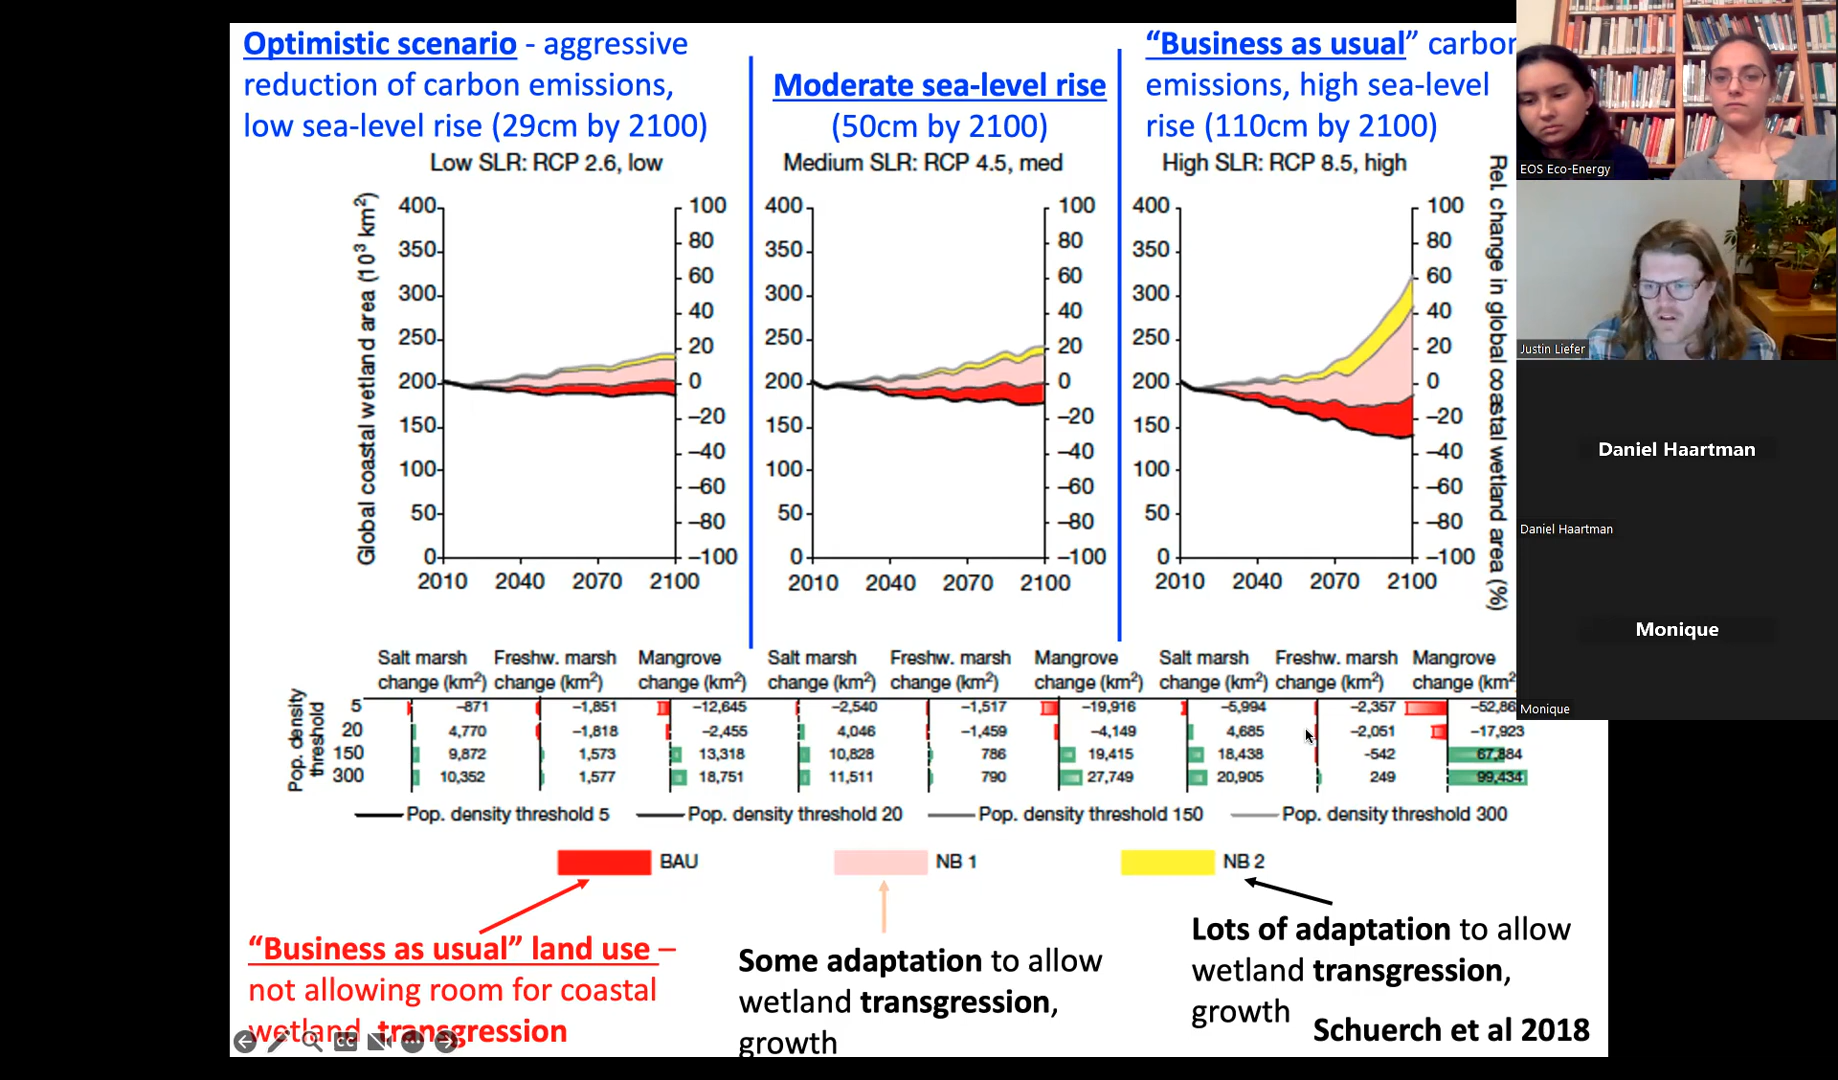 Optimistic scenario - aggressive
reduction of carbon emissions,
low sea-level rise (29cm by 2100)
Moderate sea-level rise
(50cm by 2100)
“Business as usual” carbon
emissions, high sea-level
rise (110cm by 2100)
Low SLR: RCP 2.6, low
Medium SLR: RCP 4.5, med
High SLR: RCP 8.5, high
Global coastal wetland area (10³ km²)
400
350
300
250
200
150
100
50
0
100
80
60
40
20
0
–20
–40
–60
–80
–100
2010 2040 2070 2100
400
350
300
250
200
150
100
50
0
100
80
60
40
20
0
–20
–40
–60
–80
–100
2010 2040 2070 2100
400
350
300
250
200
150
100
50
0
100
80
60
40
20
0
–20
–40
–60
–80
–100
2010 2040 2070 2100
Rel. change in global coastal wetland area (%)
Salt marsh Freshw. marsh Mangrove Salt marsh Freshw. marsh Mangrove Salt marsh Freshw. marsh Mangrove
change (km²) change (km²) change (km²) change (km²) change (km²) change (km²) change (km²) change (km²) change (km²
Pop. density
threshold
5 –871 –1,851 –12,645 –2,540 –1,517 –19,916 –5,994 –2,357 –52,86
20 4,770 –1,818 –2,455 4,046 –1,459 –4,149 4,685 –2,051 –17,923
150 9,872 1,573 13,318 10,828 786 19,415 18,438 -542 67,884
300 10,352 1,577 18,751 11,511 790 27,749 20,905 249 99,434
Pop. density threshold 5 Pop. density threshold 20 Pop. density threshold 150 Pop. density threshold 300
BAU NB 1 NB 2
“Business as usual” land use –
not allowing room for coastal
wetland transgression
Some adaptation to allow
wetland transgression,
growth
Lots of adaptation to allow
wetland transgression,
growth
Schuerch et al 2018
CC
EOS Eco-Energy
Justin Liefer
Daniel Haartman
Daniel Haartman
Monique
Monique